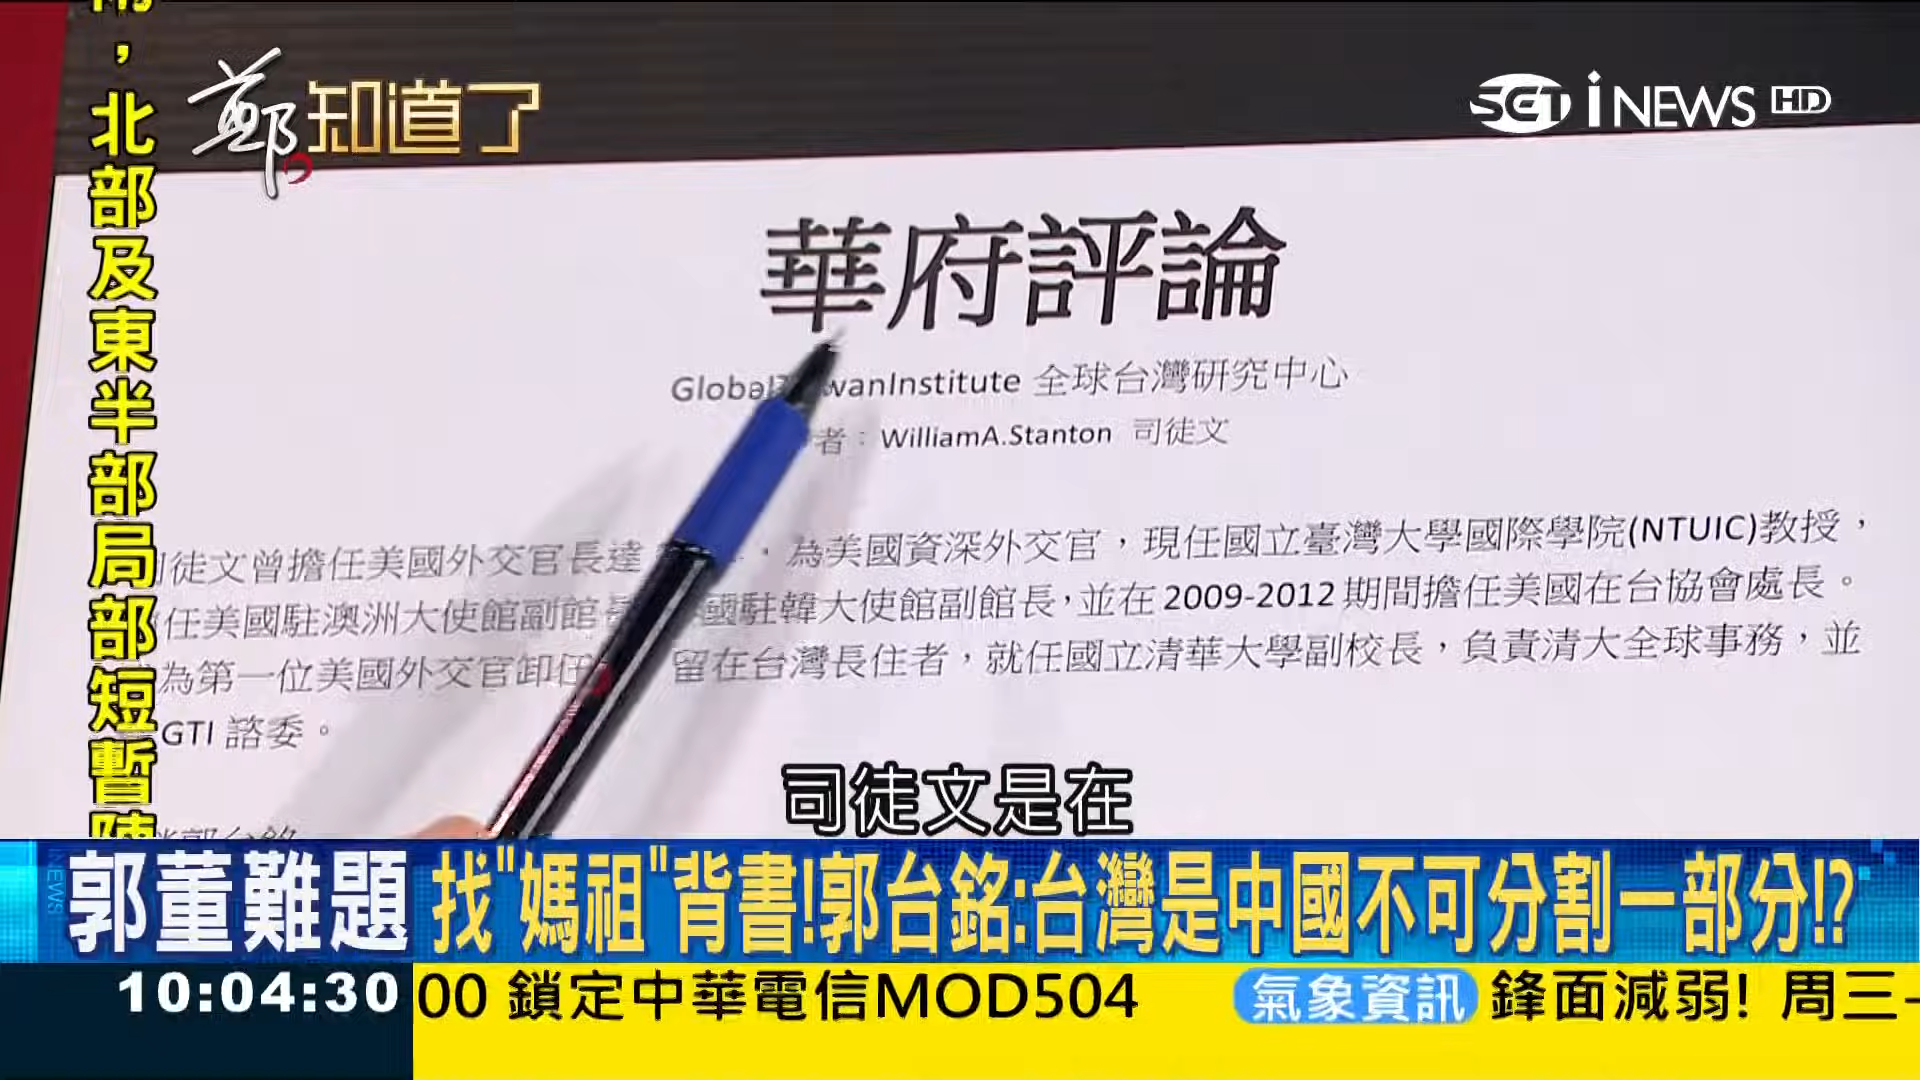 鄭知道了
SET iNEWS HD
，北部及東半部局部短暫陣
華府評論
Global wanInstitute 全球台灣研究中心
者：WilliamA.Stanton 司徒文
徒文曾擔任美國外交官長達 ，為美國資深外交官，現任國立臺灣大學國際學院(NTUIC)教授，
任美國駐澳洲大使館副館 國駐韓大使館副館長，並在2009-2012期間擔任美國在台協會處長。
為第一位美國外交官卸任 留在台灣長住者，就任國立清華大學副校長，負責清大全球事務，並
GTI 諮委。
司徒文是在
郭董難題 找"媽祖"背書!郭台銘:台灣是中國不可分割一部分!?
10:04:30 00 鎖定中華電信MOD504 氣象資訊 鋒面減弱! 周三